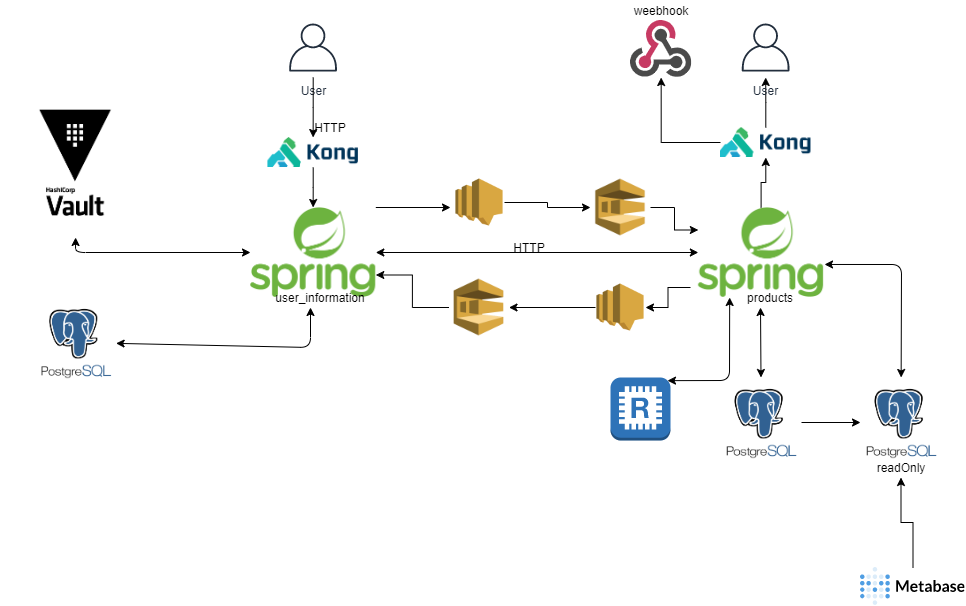 weebhook
User
User
HTTP
Kong
Kong
HashiCorp
Vault
HTTP
spring
user_information
spring
products
PostgreSQL
R
PostgreSQL
PostgreSQL
readOnly
Metabase